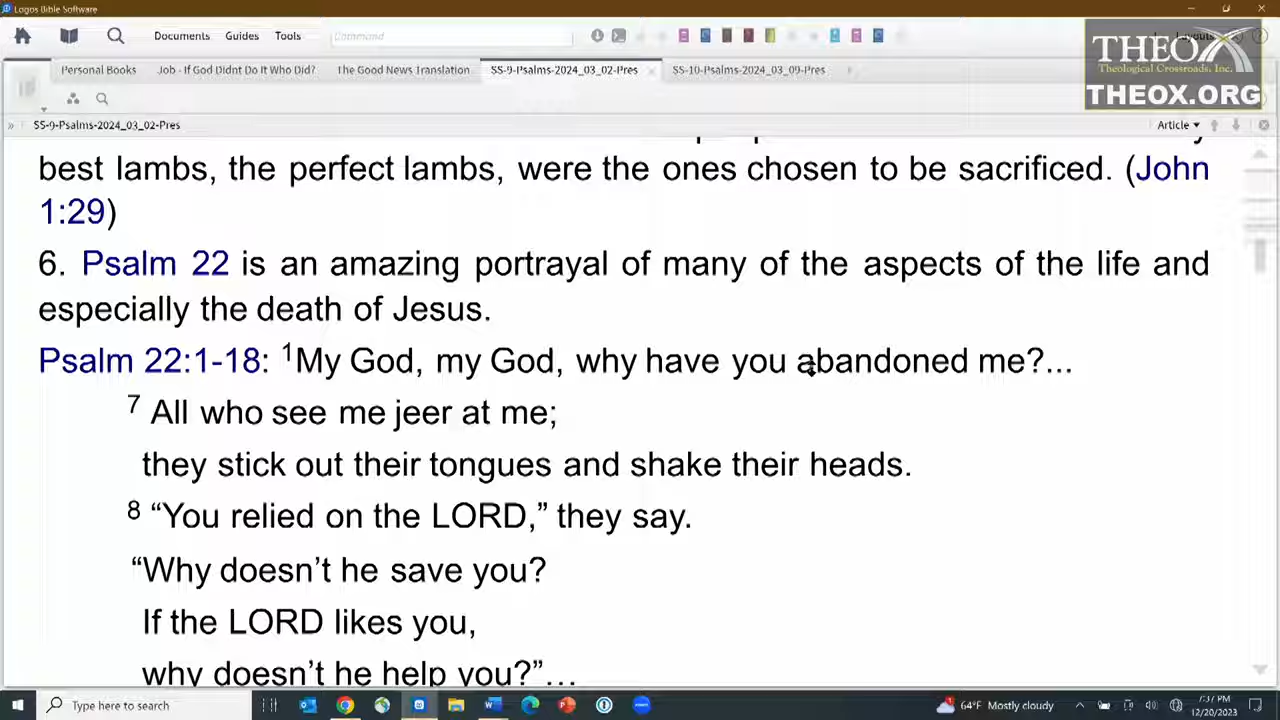 Logos Bible Software
Documents Guides Tools Command
THEOX
Theological Crossroads, Inc.
THEOX.ORG
Personal Books Job - If God Didnt Do It Who Did? SS-9-Psalms-2024_03_02-Pres SS-10-Psalms-2024_03_09-Pres
SS-9-Psalms-2024_03_02-Pres Article
best lambs, the perfect lambs, were the ones chosen to be sacrificed. (John
1:29)
6. Psalm 22 is an amazing portrayal of many of the aspects of the life and
especially the death of Jesus.
Psalm 22:1-18: 1My God, my God, why have you abandoned me?...
7 All who see me jeer at me;
they stick out their tongues and shake their heads.
8 “You relied on the LORD,” they say.
“Why doesn’t he save you?
If the LORD likes you,
why doesn’t he help you?”…
Type here to search 64°F Mostly cloudy
7:37 PM
12/20/2023